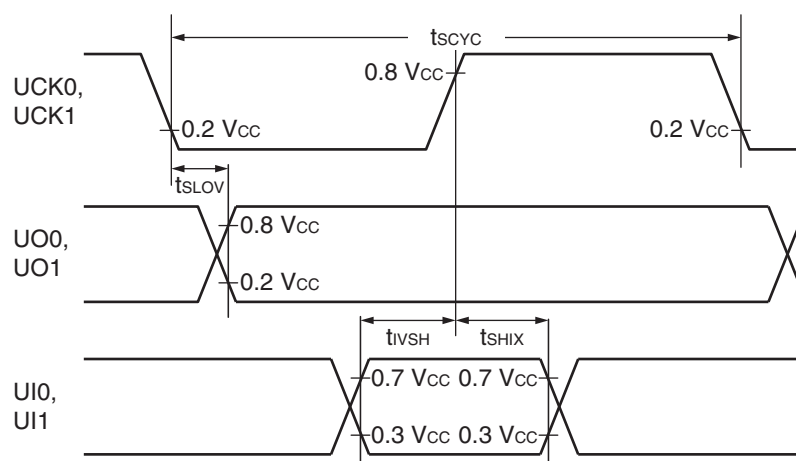 tSCYC
UCK0,
UCK1
0.8 VCC
0.2 VCC
0.2 VCC
tSLOV
UO0,
UO1
0.8 VCC
0.2 VCC
tIVSH
tSHIX
UI0,
UI1
0.7 VCC 0.7 VCC
0.3 VCC 0.3 VCC